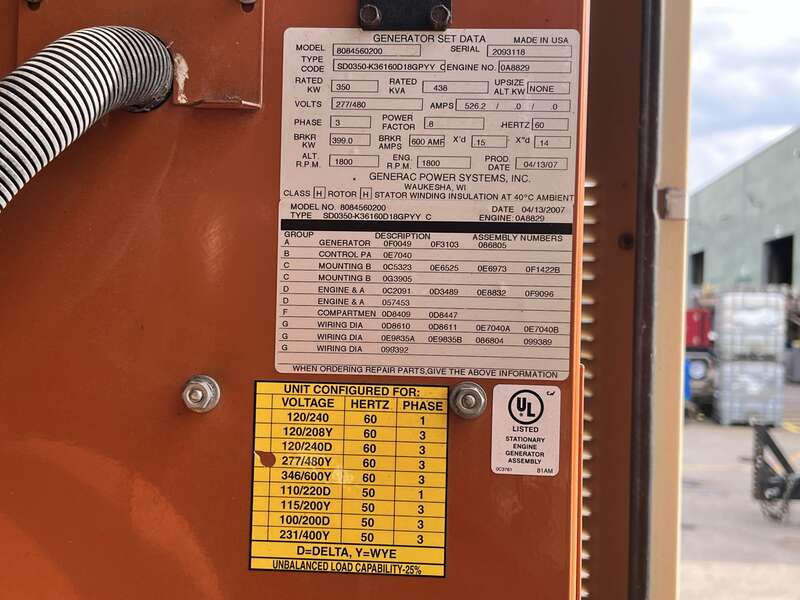 GENERATOR SET DATA MADE IN USA
MODEL 8084560200 SERIAL 2093118
TYPE CODE SD0350-K36160D18GPYY C ENGINE NO. 0A8829
RATED KW 350 RATED KVA 438 UPSIZE ALT.KW NONE
VOLTS 277/480 AMPS 526.2 / .0 / .0
PHASE 3 POWER FACTOR .8 HERTZ 60
BRKR KW 399.0 BRKR AMPS 600 AMP X'd .15 X"d .14
ALT. R.P.M. 1800 ENG. R.P.M. 1800 PROD. DATE 04/13/07
GENERAC POWER SYSTEMS, INC.
WAUKESHA, WI
CLASS H ROTOR H STATOR WINDING INSULATION AT 40°C AMBIENT
MODEL NO. 8084560200 DATE 04/13/2007
TYPE SD0350-K36160D18GPYY C ENGINE: 0A8829
GROUP DESCRIPTION ASSEMBLY NUMBERS
A GENERATOR 0F0049 0F3103 086805
B CONTROL PA 0E7040
C MOUNTING B 0C5323 0E6525 0E6973 0F1422B
C MOUNTING B 0G3905
D ENGINE & A 0C2091 0D3489 0E8832 0F9096
D ENGINE & A 057453
F COMPARTMEN 0D8409 0D8447
G WIRING DIA 0D8610 0D8611 0E7040A 0E7040B
G WIRING DIA 0E9835A 0E9835B 086804 099389
G WIRING DIA 099392
WHEN ORDERING REPAIR PARTS,GIVE THE ABOVE INFORMATION
UNIT CONFIGURED FOR:
VOLTAGE HERTZ PHASE
120/240 60 1
120/208Y 60 3
120/240D 60 3
277/480Y 60 3
346/600Y 60 3
110/220D 50 1
115/200Y 50 3
100/200D 50 3
231/400Y 50 3
D=DELTA, Y=WYE
UNBALANCED LOAD CAPABILITY-25%
UL
LISTED
STATIONARY
ENGINE
GENERATOR
ASSEMBLY
0C3761 81AM